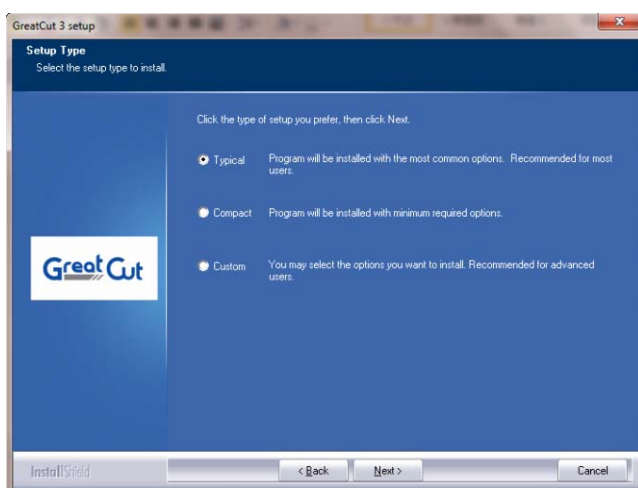 GreatCut 3 setup
Setup Type
Select the setup type to install.
Click the type of setup you prefer, then click Next.
Typical Program will be installed with the most common options. Recommended for most
users.
Compact Program will be installed with minimum required options.
Great Cut
Custom You may select the options you want to install. Recommended for advanced
users.
InstallShield
< Back Next > Cancel